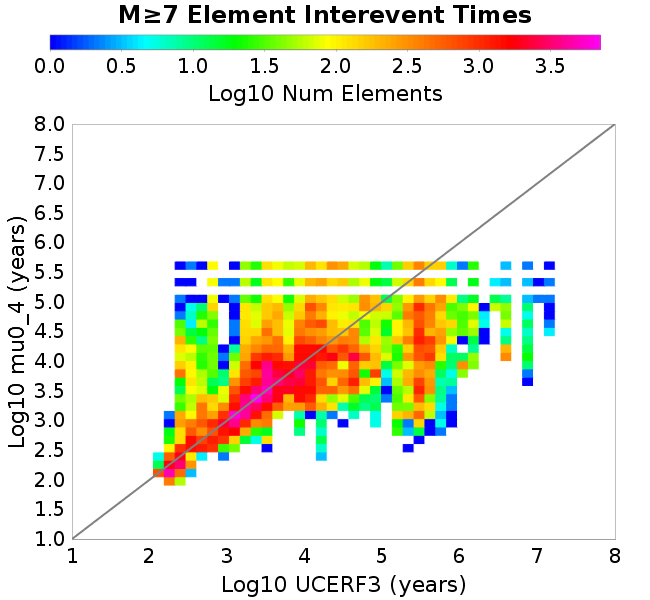 M≥7 Element Interevent Times
0.0 0.5 1.0 1.5 2.0 2.5 3.0 3.5
Log10 Num Elements
Log10 mu0_4 (years)
8.0
7.5
7.0
6.5
6.0
5.5
5.0
4.5
4.0
3.5
3.0
2.5
2.0
1.5
1.0
1 2 3 4 5 6 7 8
Log10 UCERF3 (years)